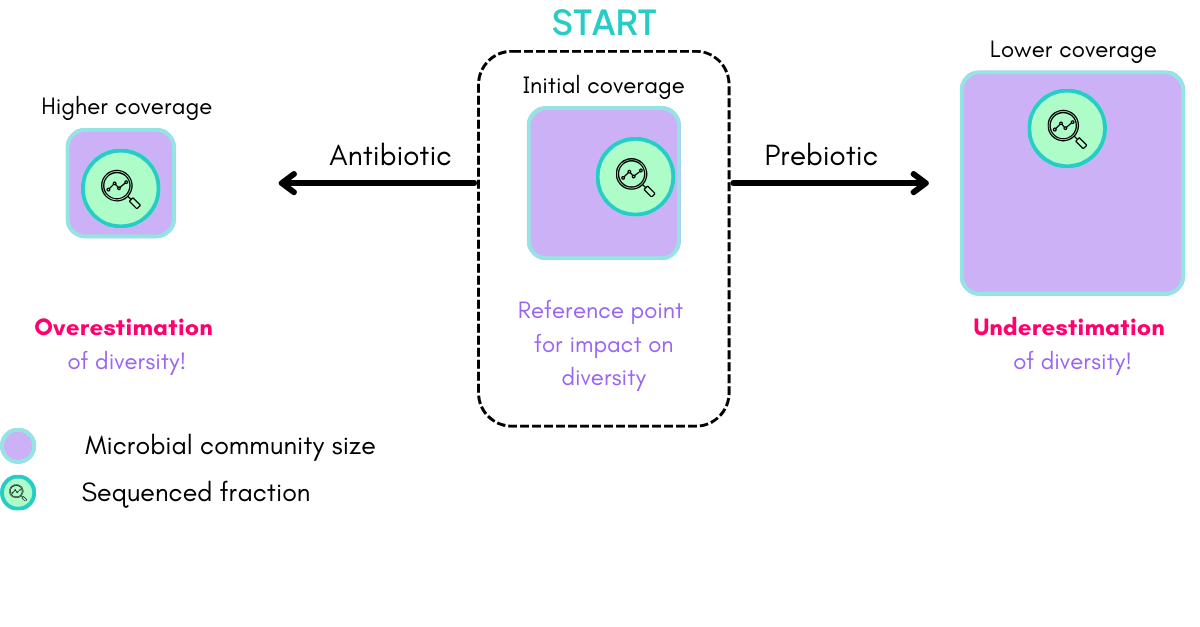 START
Initial coverage
Reference point
for impact on
diversity
Antibiotic
Higher coverage
Overestimation
of diversity!
Prebiotic
Lower coverage
Underestimation
of diversity!
Microbial community size
Sequenced fraction